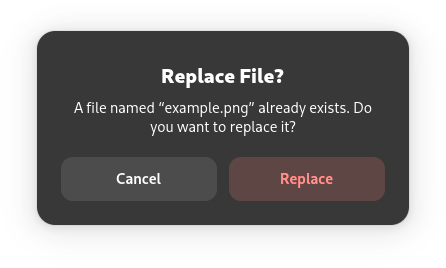 Replace File?
A file named “example.png” already exists. Do
you want to replace it?
Cancel
Replace